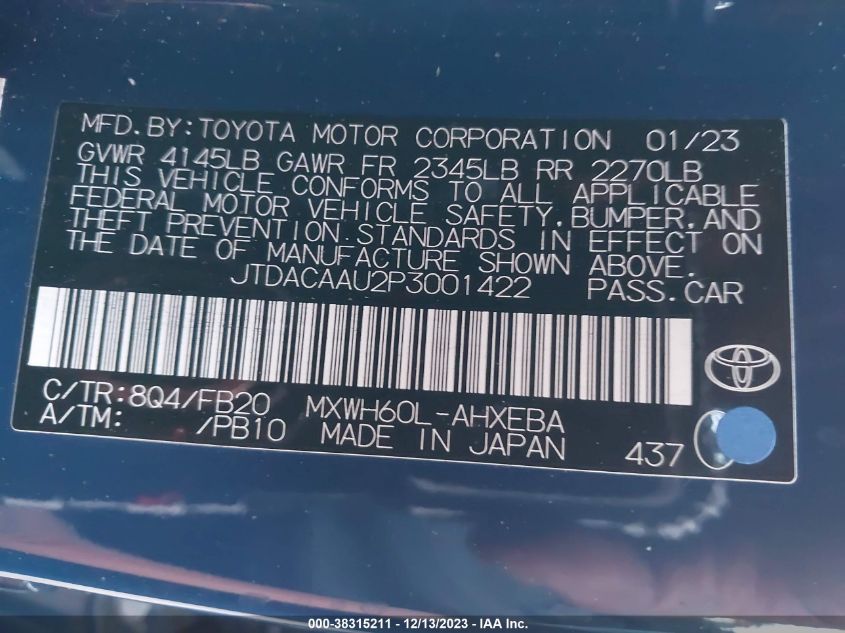 MFD.BY:TOYOTA MOTOR CORPORATION 01/23
GVWR 4145LB GAWR FR 2345LB RR 2270LB
THIS VEHICLE CONFORMS TO ALL APPLICABLE
FEDERAL MOTOR VEHICLE SAFETY,BUMPER,AND
THEFT PREVENTION STANDARDS IN EFFECT ON
THE DATE OF MANUFACTURE SHOWN ABOVE.
JTDACAAU2P3001422 PASS.CAR
C/TR:8Q4/FB20 MXWH60L-AHXEBA
A/TM: /PB10 MADE IN JAPAN 437
000-38315211 - 12/13/2023 - IAA Inc.